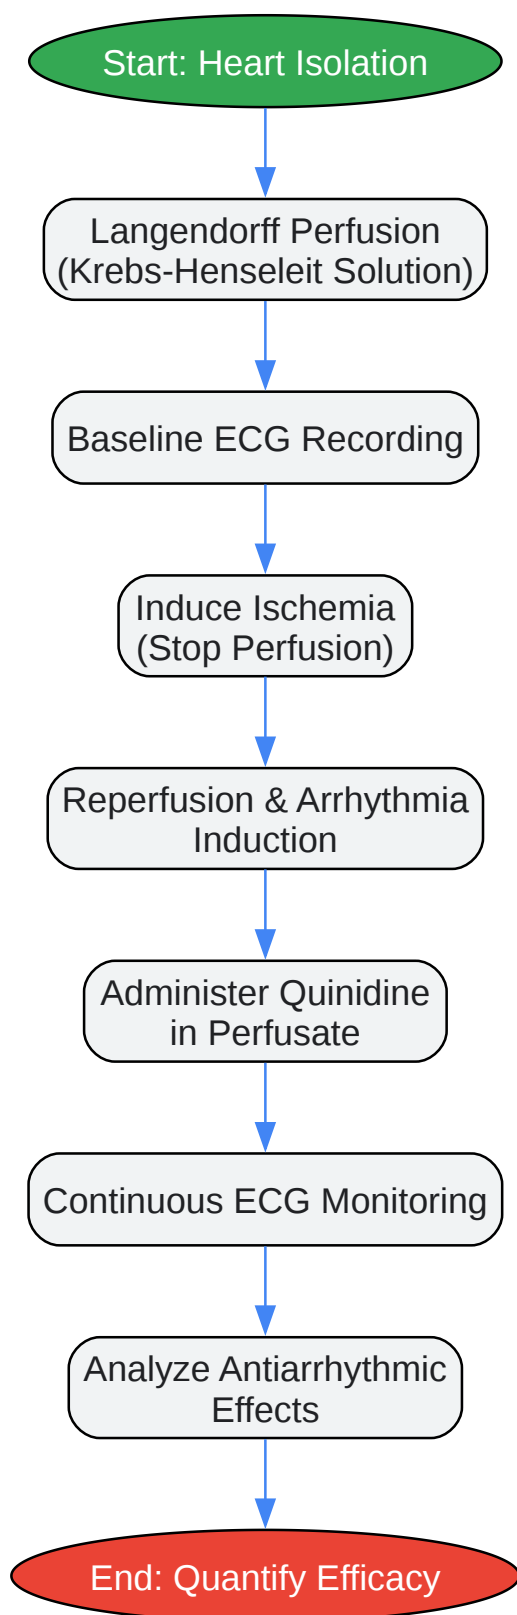 Start: Heart Isolation
Langendorff Perfusion
(Krebs-Henseleit Solution)
Baseline ECG Recording
Induce Ischemia
(Stop Perfusion)
Reperfusion & Arrhythmia
Induction
Administer Quinidine
in Perfusate
Continuous ECG Monitoring
Analyze Antiarrhythmic
Effects
End: Quantify Efficacy